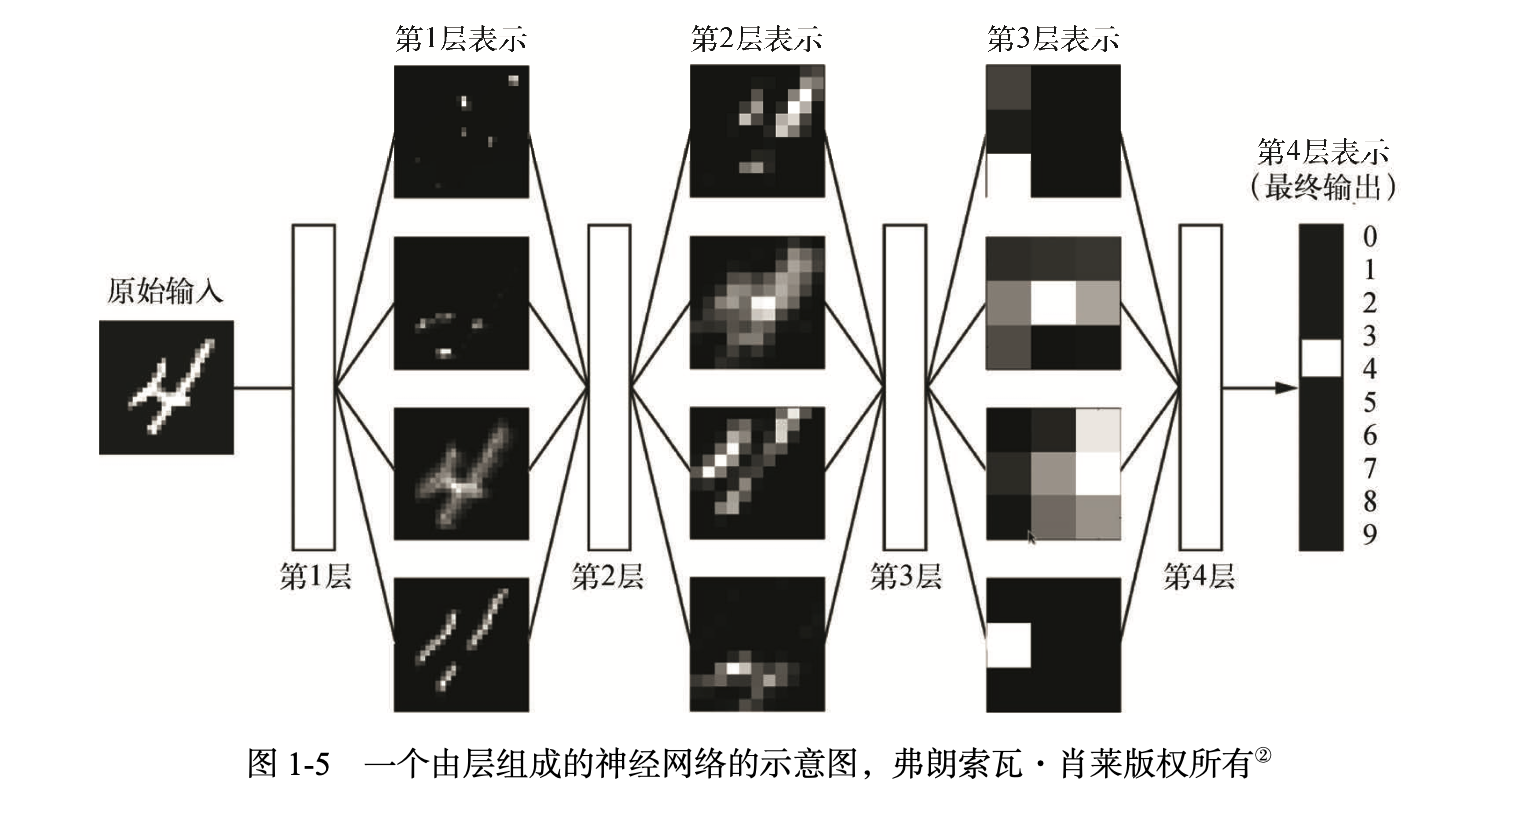 第1层表示
第2层表示
第3层表示
第4层表示
（最终输出）
原始输入
0
1
2
3
4
5
6
7
8
9
第1层
第2层
第3层
第4层
图 1-5 一个由层组成的神经网络的示意图，弗朗索瓦·肖莱版权所有②